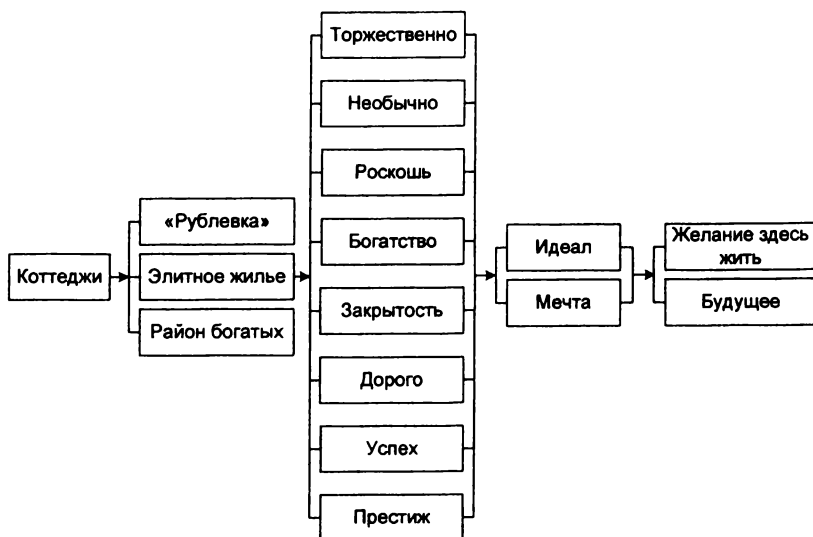 Коттеджи
«Рублевка»
Элитное жилье
Район богатых
Торжественно
Необычно
Роскошь
Богатство
Закрытость
Дорого
Успех
Престиж
Идеал
Мечта
Желание здесь
жить
Будущее